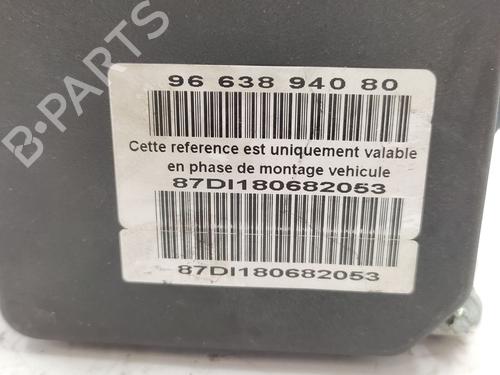 B-PARTS
96 638 940 80
Cette reference est uniquement valable
en phase de montage vehicule
87DI180682053
87DI180682053